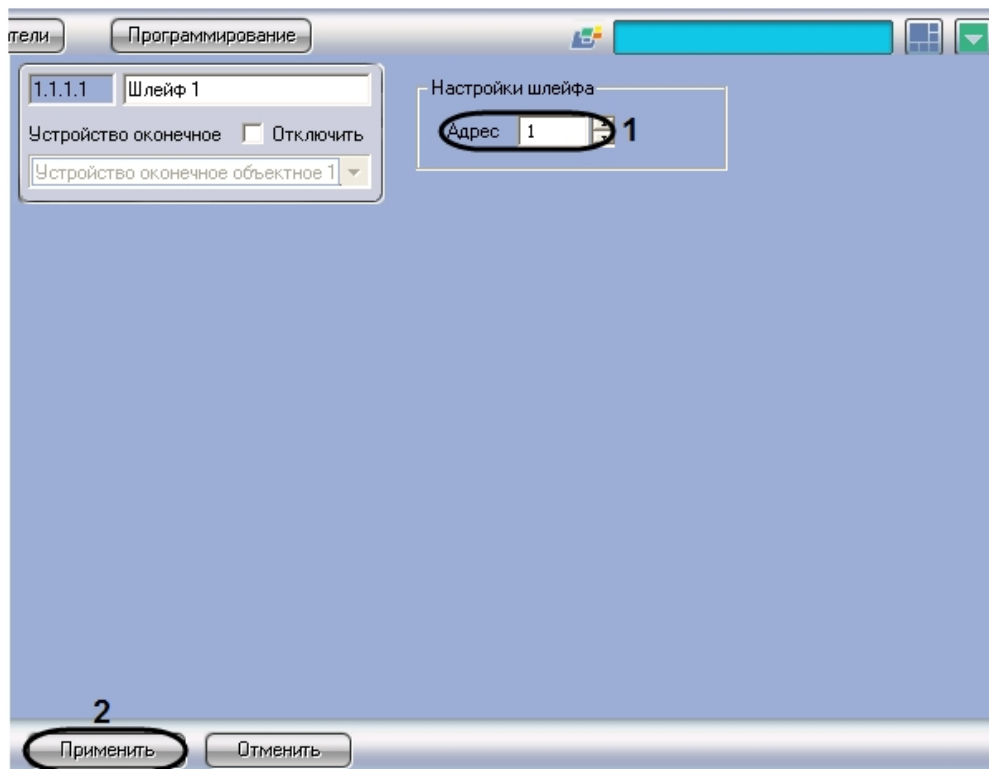 тели Программирование
1.1.1.1 Шлейф 1
Настройки шлейфа
Адрес 1 1
Устройство оконечное Отключить
Устройство оконечное объектное 1
2
Применить Отменить